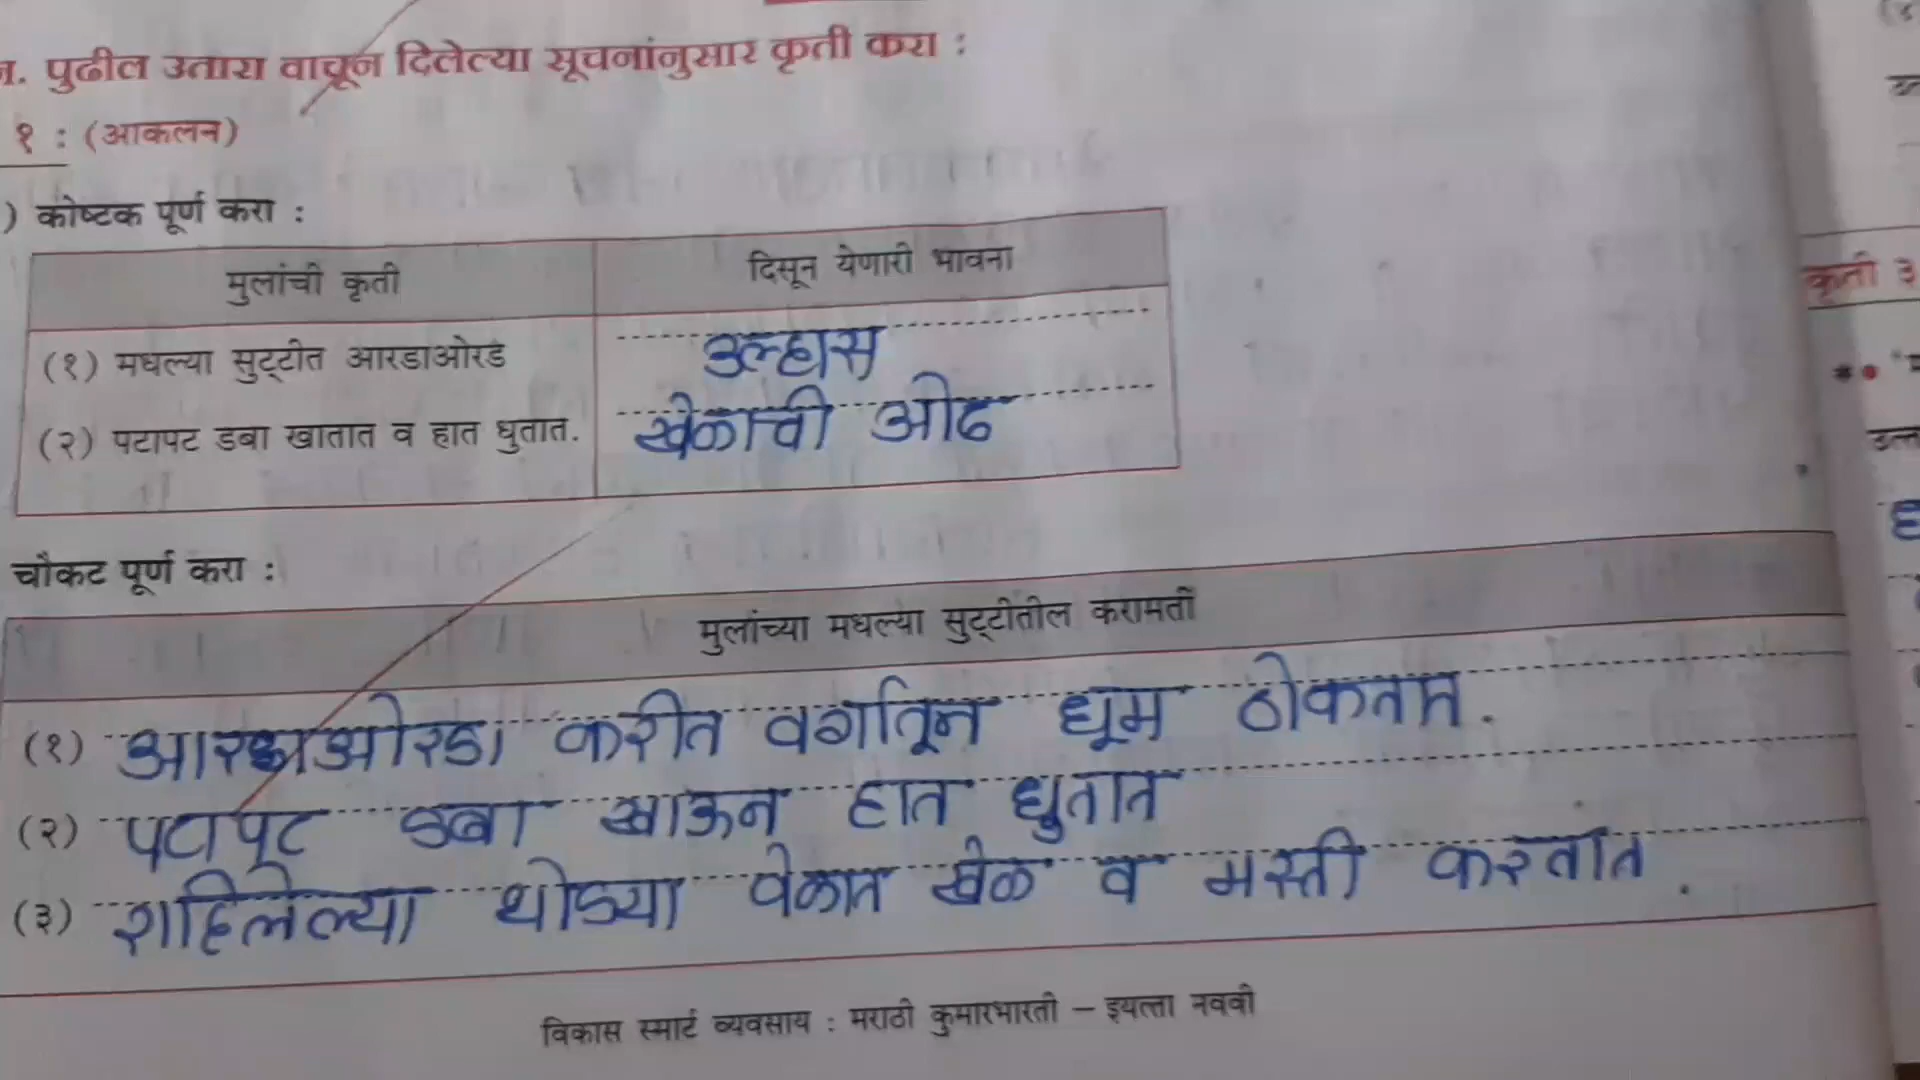 पुढील उतारा वाचून दिलेल्या सूचनांनुसार कृती करा :
१ : (आकलन)
) कोष्टक पूर्ण करा :
मुलांची कृती दिसून येणारी भावना
(१) मधल्या सुट्टीत आरडाओरड उल्हास
(२) पटापट डबा खातात व हात धुतात. खेळाची ओढ
चौकट पूर्ण करा :
मुलांच्या मधल्या सुट्टीतील करामती
(१) आरडाओरडा करीत वर्गातून धूम ठोकतात.
(२) पटापट डबा खाऊन हात धुतात
(३) राहिलेल्या थोड्या वेळात खेळ व मस्ती करतात.
विकास स्मार्ट व्यवसाय : मराठी कुमारभारती – इयत्ता नववी
कृती ३